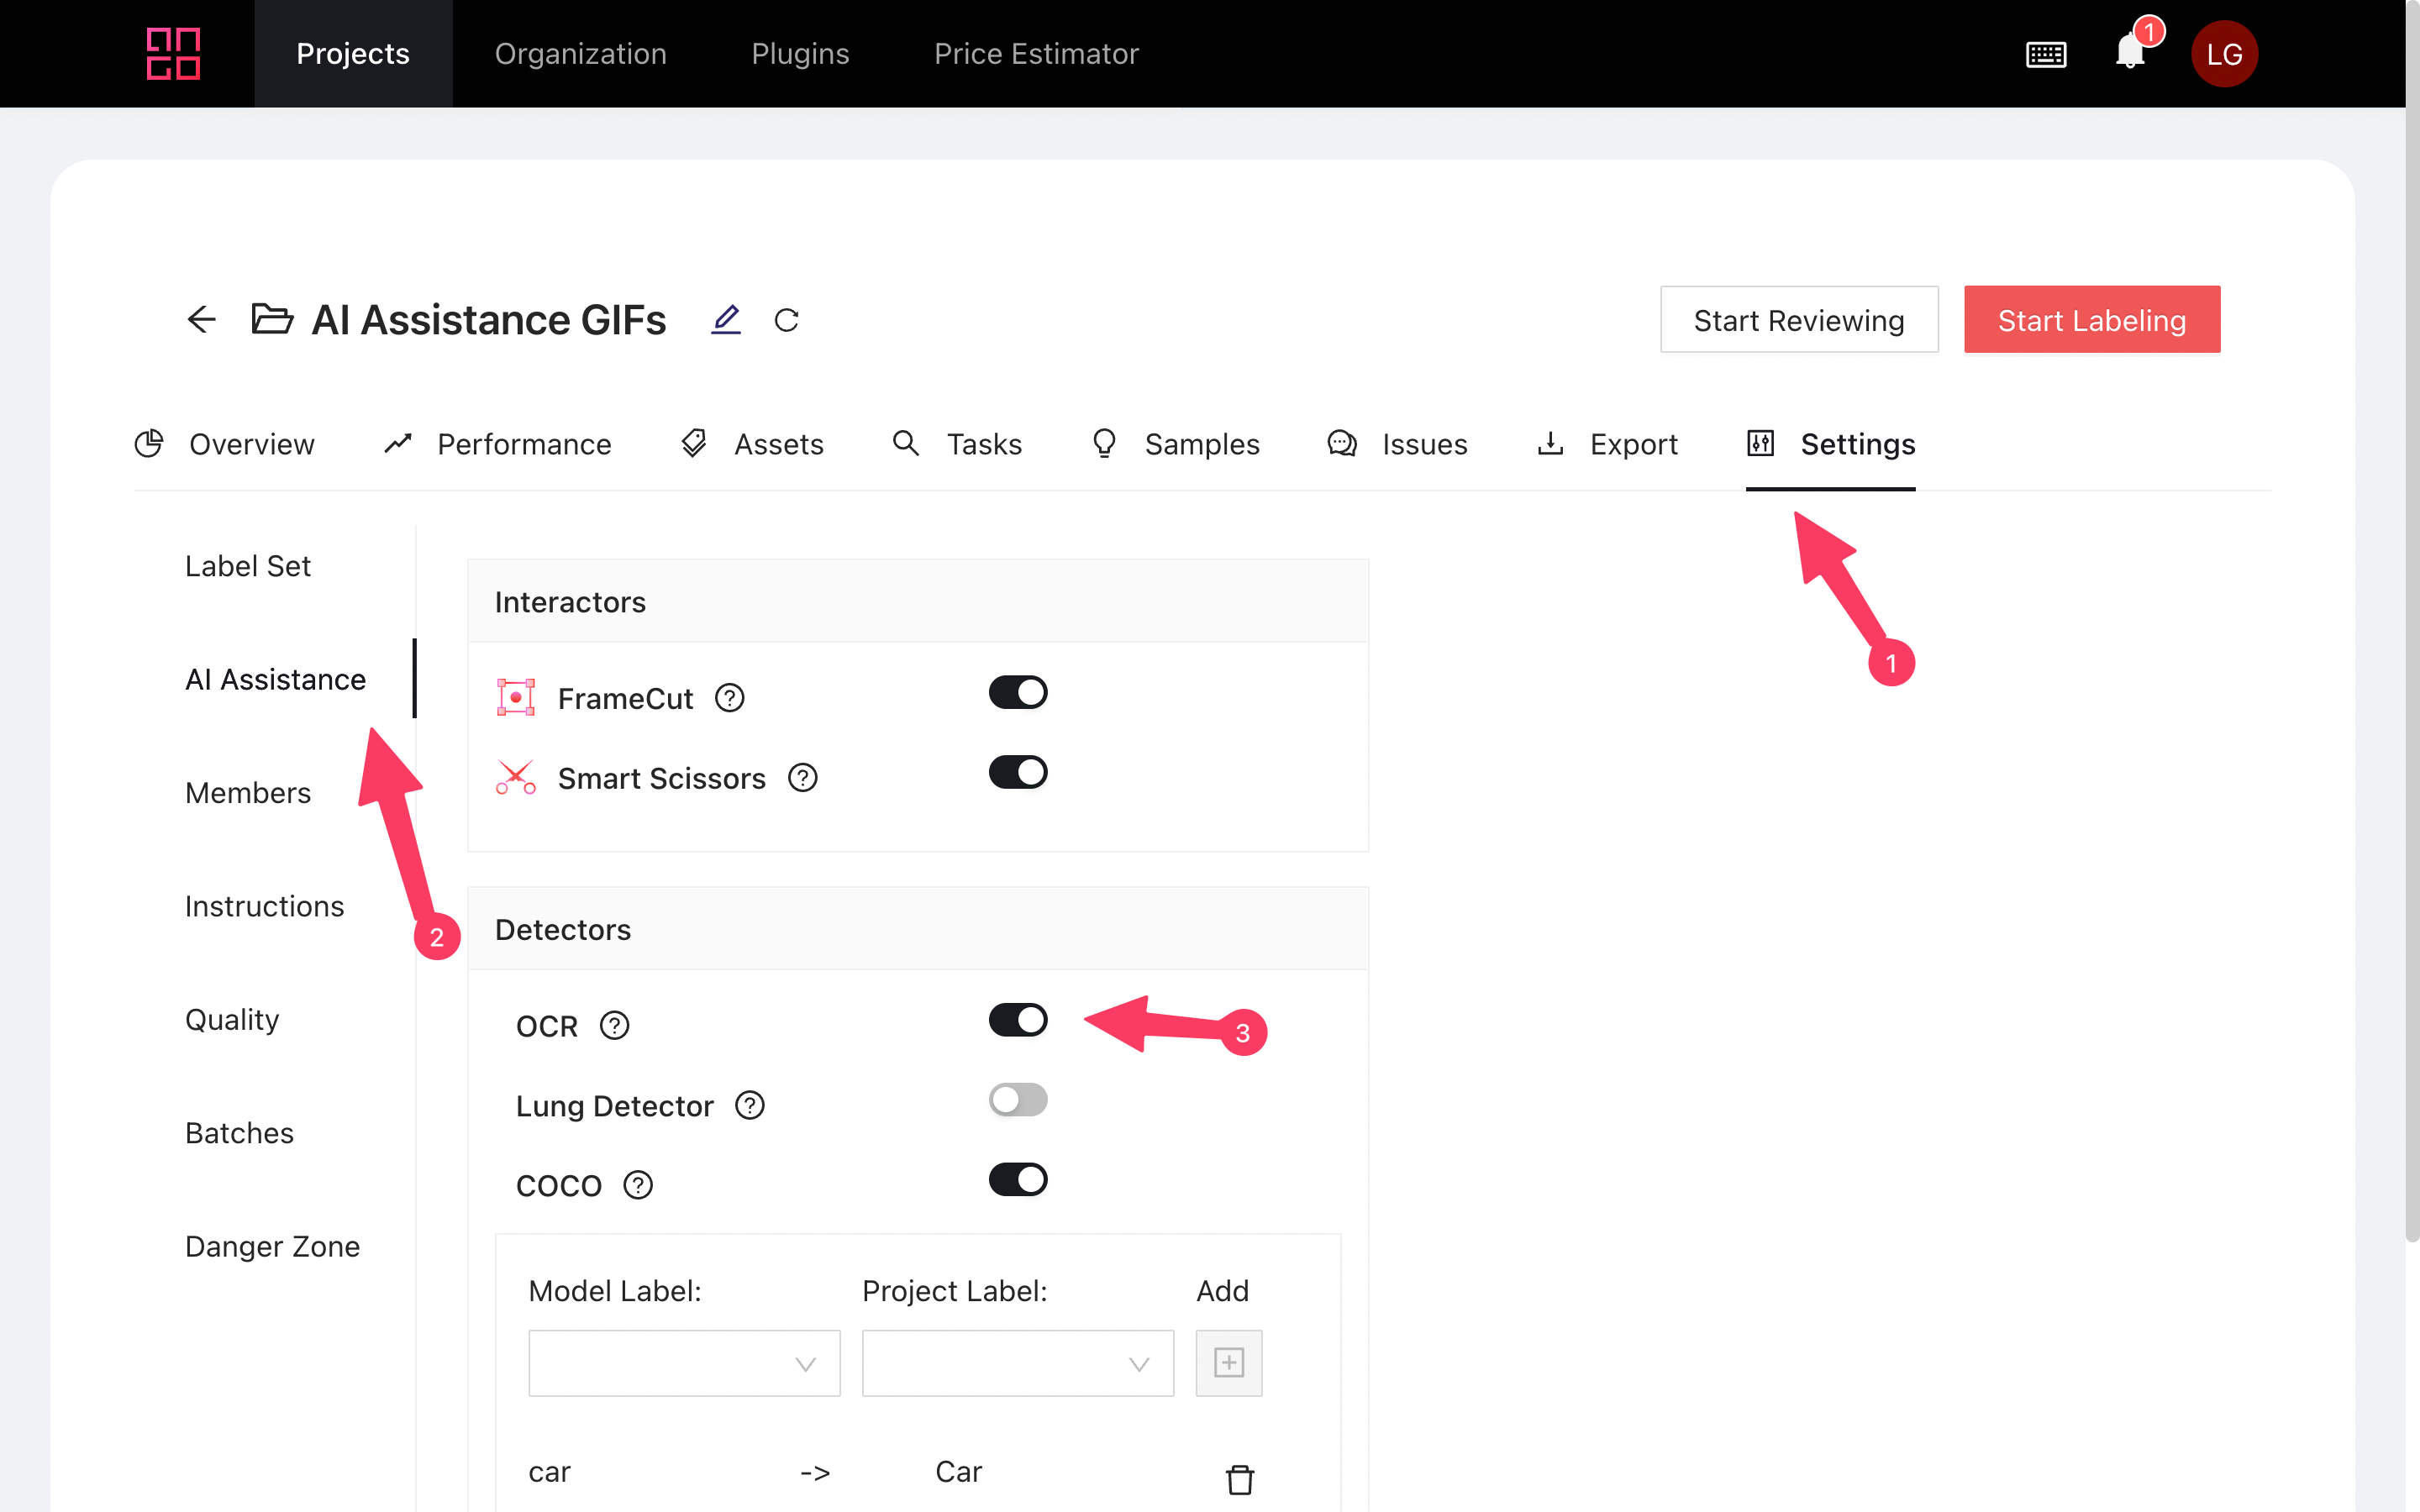 Projects Organization Plugins Price Estimator 1 LG
AI Assistance GIFs Start Reviewing Start Labeling
Overview Performance Assets Tasks Samples Issues Export Settings
Label Set
AI Assistance
Members
Instructions
Quality
Batches
Danger Zone
Interactors
FrameCut ?
Smart Scissors ?
1
2
Detectors
OCR ? 3
Lung Detector ?
COCO ?
Model Label: Project Label: Add
car -> Car